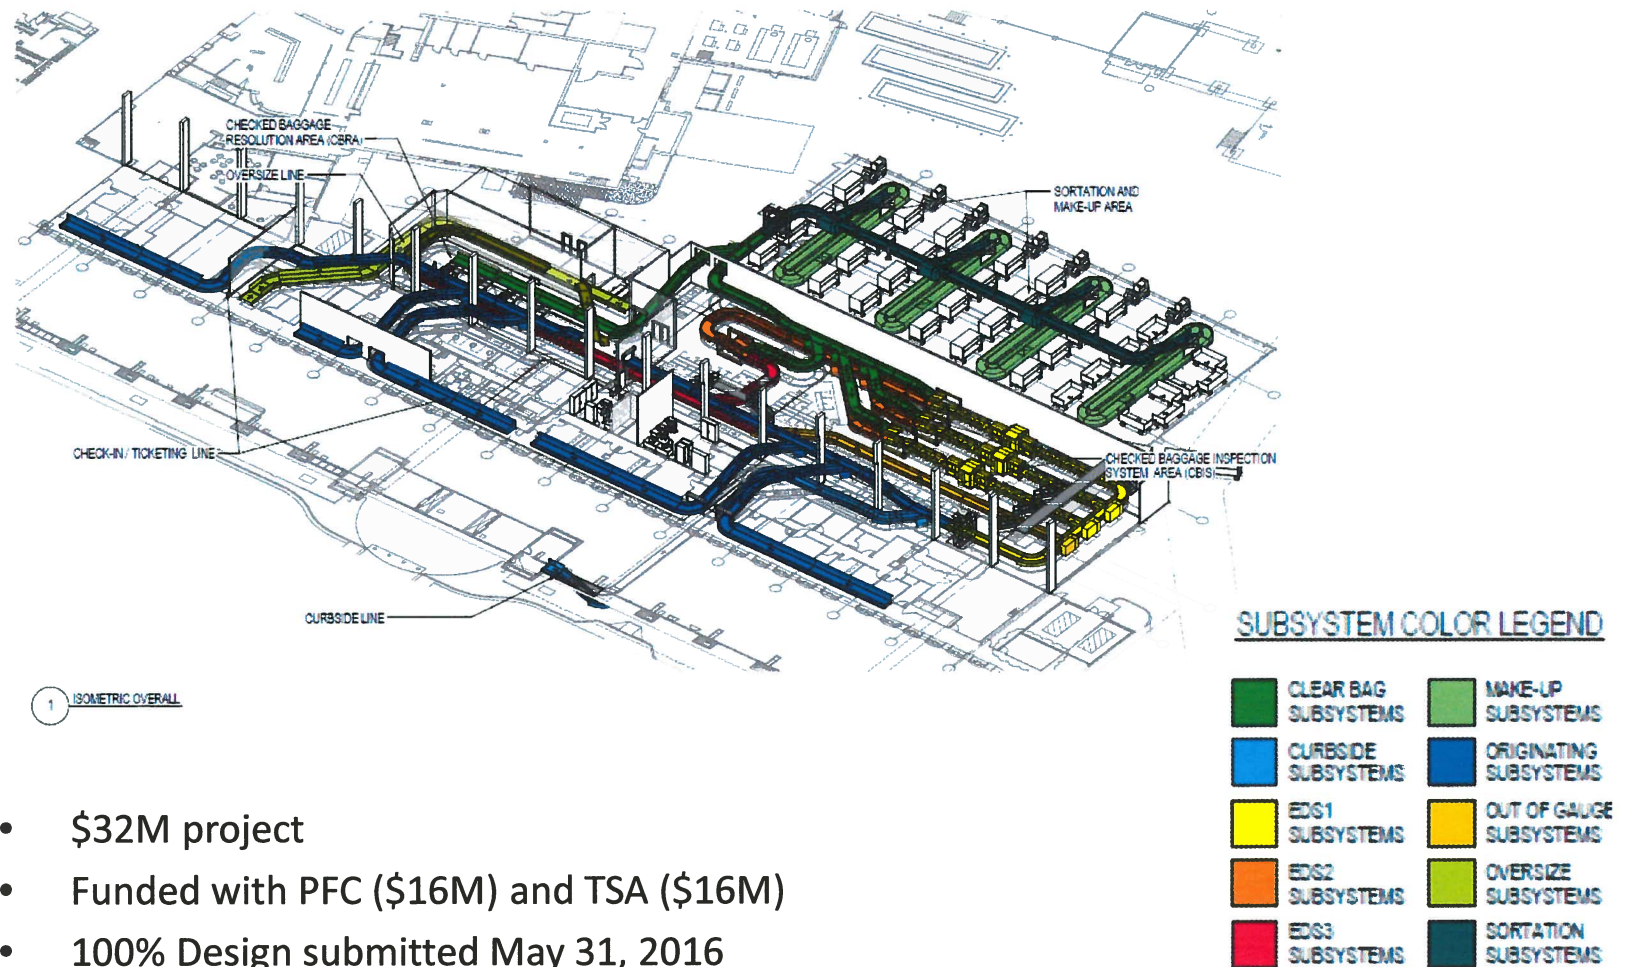 CHECKED BAGGAGE
RESOLUTION AREA (CBRA)
OVERSIZE LINE
SORTATION AND
MAKE-UP AREA
CHECK-IN / TICKETING LINE
CHECKED BAGGAGE INSPECTION
SYSTEM AREA (CBIS)
CURBSIDE LINE
1 ISOMETRIC OVERALL
SUBSYSTEM COLOR LEGEND
CLEAR BAG
SUBSYSTEMS
MAKE-UP
SUBSYSTEMS
CURBSIDE
SUBSYSTEMS
ORIGINATING
SUBSYSTEMS
EDS1
SUBSYSTEMS
OUT OF GAUGE
SUBSYSTEMS
EDS2
SUBSYSTEMS
OVERSIZE
SUBSYSTEMS
EDS3
SUBSYSTEMS
SORTATION
SUBSYSTEMS
• $32M project
• Funded with PFC ($16M) and TSA ($16M)
• 100% Design submitted May 31, 2016